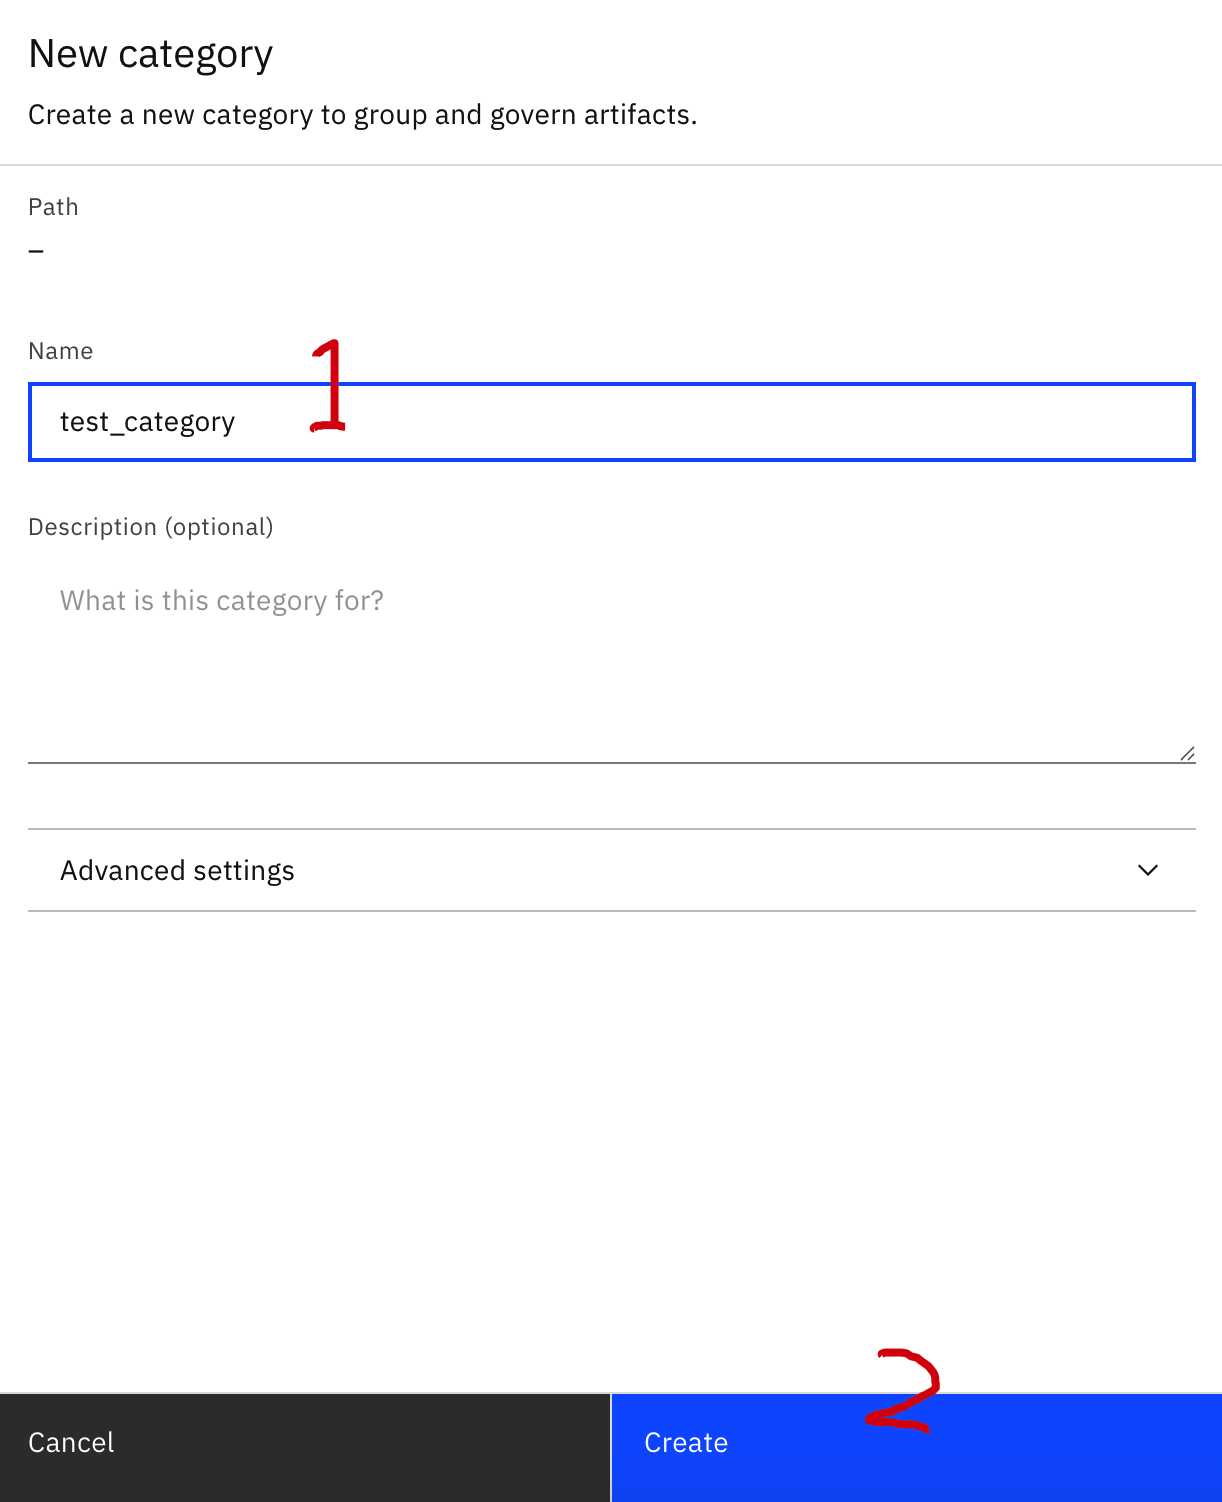 New category
Create a new category to group and govern artifacts.
Path
–
Name
1
test_category
Description (optional)
What is this category for?
Advanced settings
2
Cancel
Create